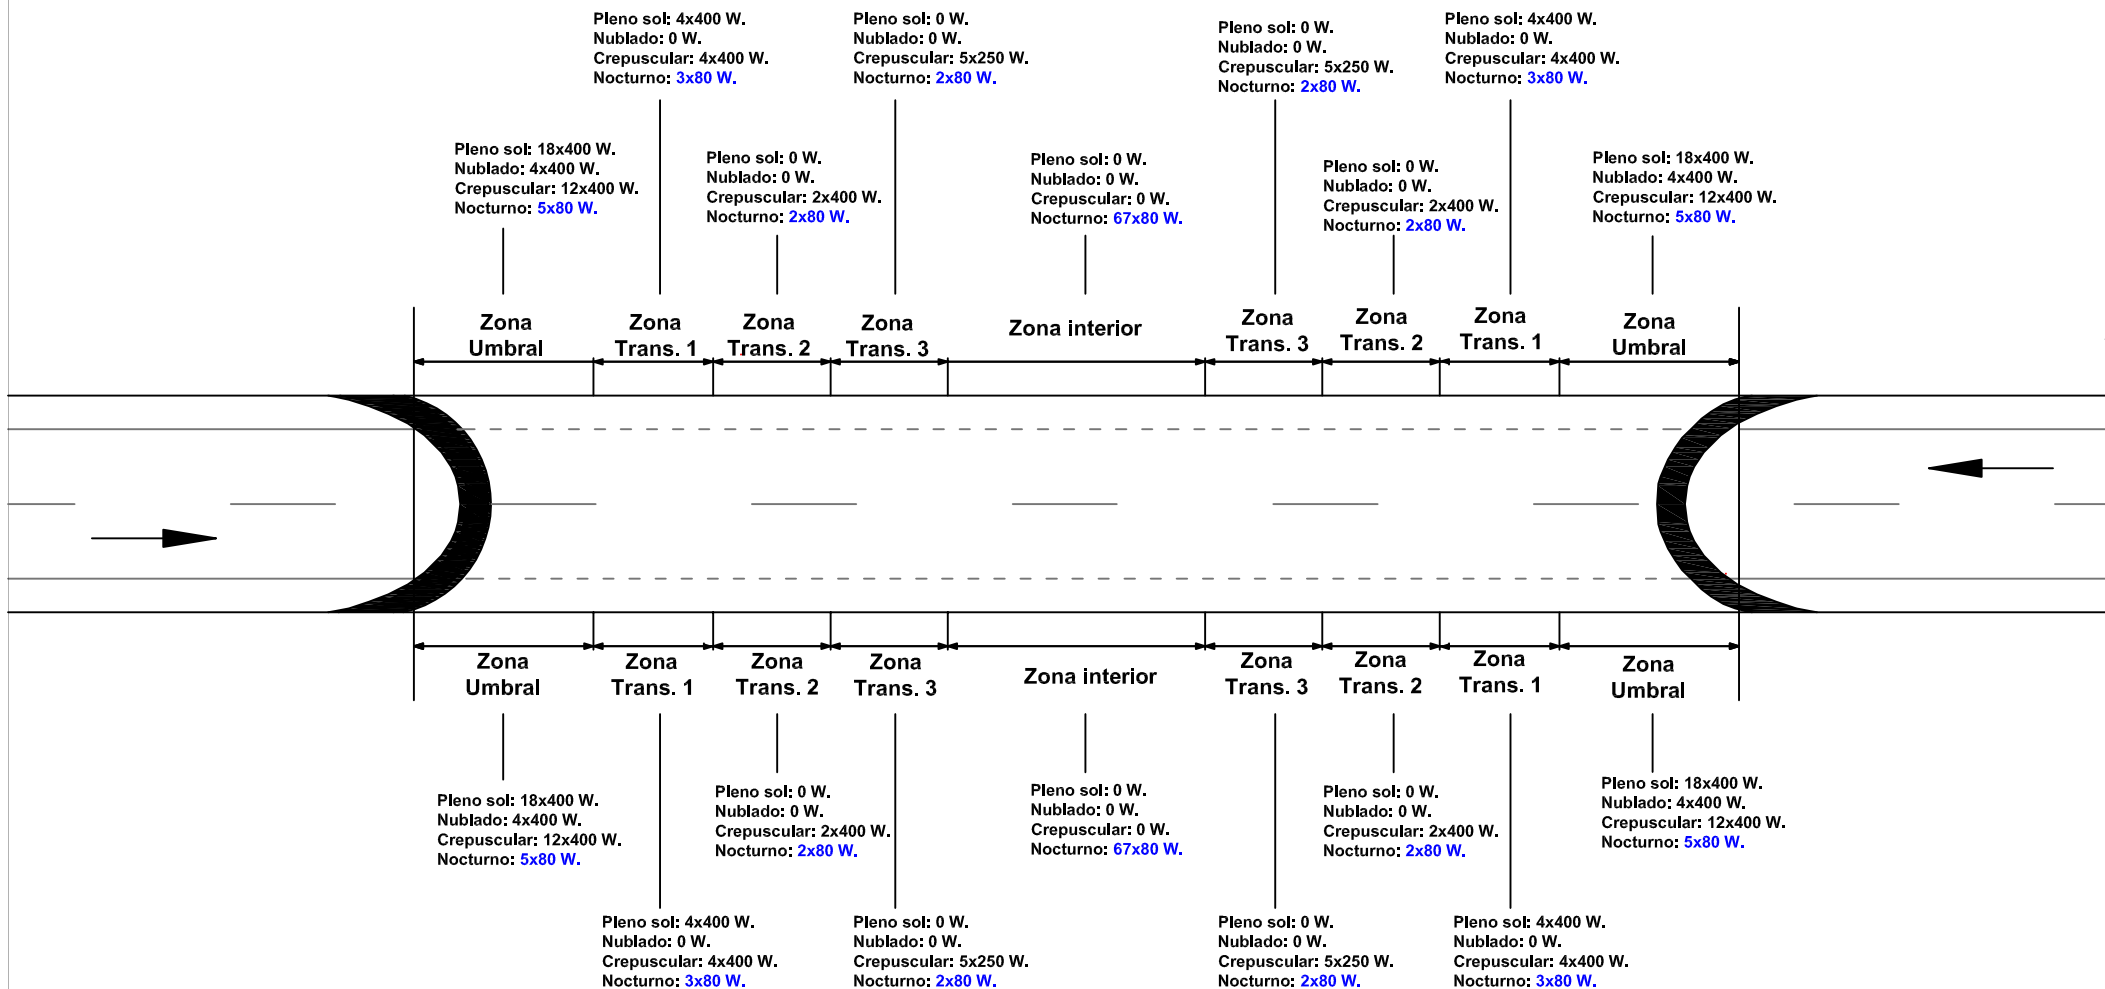 Pleno sol: 4x400 W.
Nublado: 0 W.
Crepuscular: 4x400 W.
Nocturno: 3x80 W.
Pleno sol: 0 W.
Nublado: 0 W.
Crepuscular: 5x250 W.
Nocturno: 2x80 W.
Pleno sol: 0 W.
Nublado: 0 W.
Crepuscular: 5x250 W.
Nocturno: 2x80 W.
Pleno sol: 4x400 W.
Nublado: 0 W.
Crepuscular: 4x400 W.
Nocturno: 3x80 W.
Pleno sol: 18x400 W.
Nublado: 4x400 W.
Crepuscular: 12x400 W.
Nocturno: 5x80 W.
Pleno sol: 0 W.
Nublado: 0 W.
Crepuscular: 2x400 W.
Nocturno: 2x80 W.
Pleno sol: 0 W.
Nublado: 0 W.
Crepuscular: 0 W.
Nocturno: 67x80 W.
Pleno sol: 0 W.
Nublado: 0 W.
Crepuscular: 2x400 W.
Nocturno: 2x80 W.
Pleno sol: 18x400 W.
Nublado: 4x400 W.
Crepuscular: 12x400 W.
Nocturno: 5x80 W.
Zona
Umbral
Zona
Trans. 1
Zona
Trans. 2
Zona
Trans. 3
Zona interior
Zona
Trans. 3
Zona
Trans. 2
Zona
Trans. 1
Zona
Umbral
Zona
Umbral
Zona
Trans. 1
Zona
Trans. 2
Zona
Trans. 3
Zona interior
Zona
Trans. 3
Zona
Trans. 2
Zona
Trans. 1
Zona
Umbral
Pleno sol: 18x400 W.
Nublado: 4x400 W.
Crepuscular: 12x400 W.
Nocturno: 5x80 W.
Pleno sol: 0 W.
Nublado: 0 W.
Crepuscular: 2x400 W.
Nocturno: 2x80 W.
Pleno sol: 0 W.
Nublado: 0 W.
Crepuscular: 0 W.
Nocturno: 67x80 W.
Pleno sol: 0 W.
Nublado: 0 W.
Crepuscular: 2x400 W.
Nocturno: 2x80 W.
Pleno sol: 18x400 W.
Nublado: 4x400 W.
Crepuscular: 12x400 W.
Nocturno: 5x80 W.
Pleno sol: 4x400 W.
Nublado: 0 W.
Crepuscular: 4x400 W.
Nocturno: 3x80 W.
Pleno sol: 0 W.
Nublado: 0 W.
Crepuscular: 5x250 W.
Nocturno: 2x80 W.
Pleno sol: 0 W.
Nublado: 0 W.
Crepuscular: 5x250 W.
Nocturno: 2x80 W.
Pleno sol: 4x400 W.
Nublado: 0 W.
Crepuscular: 4x400 W.
Nocturno: 3x80 W.